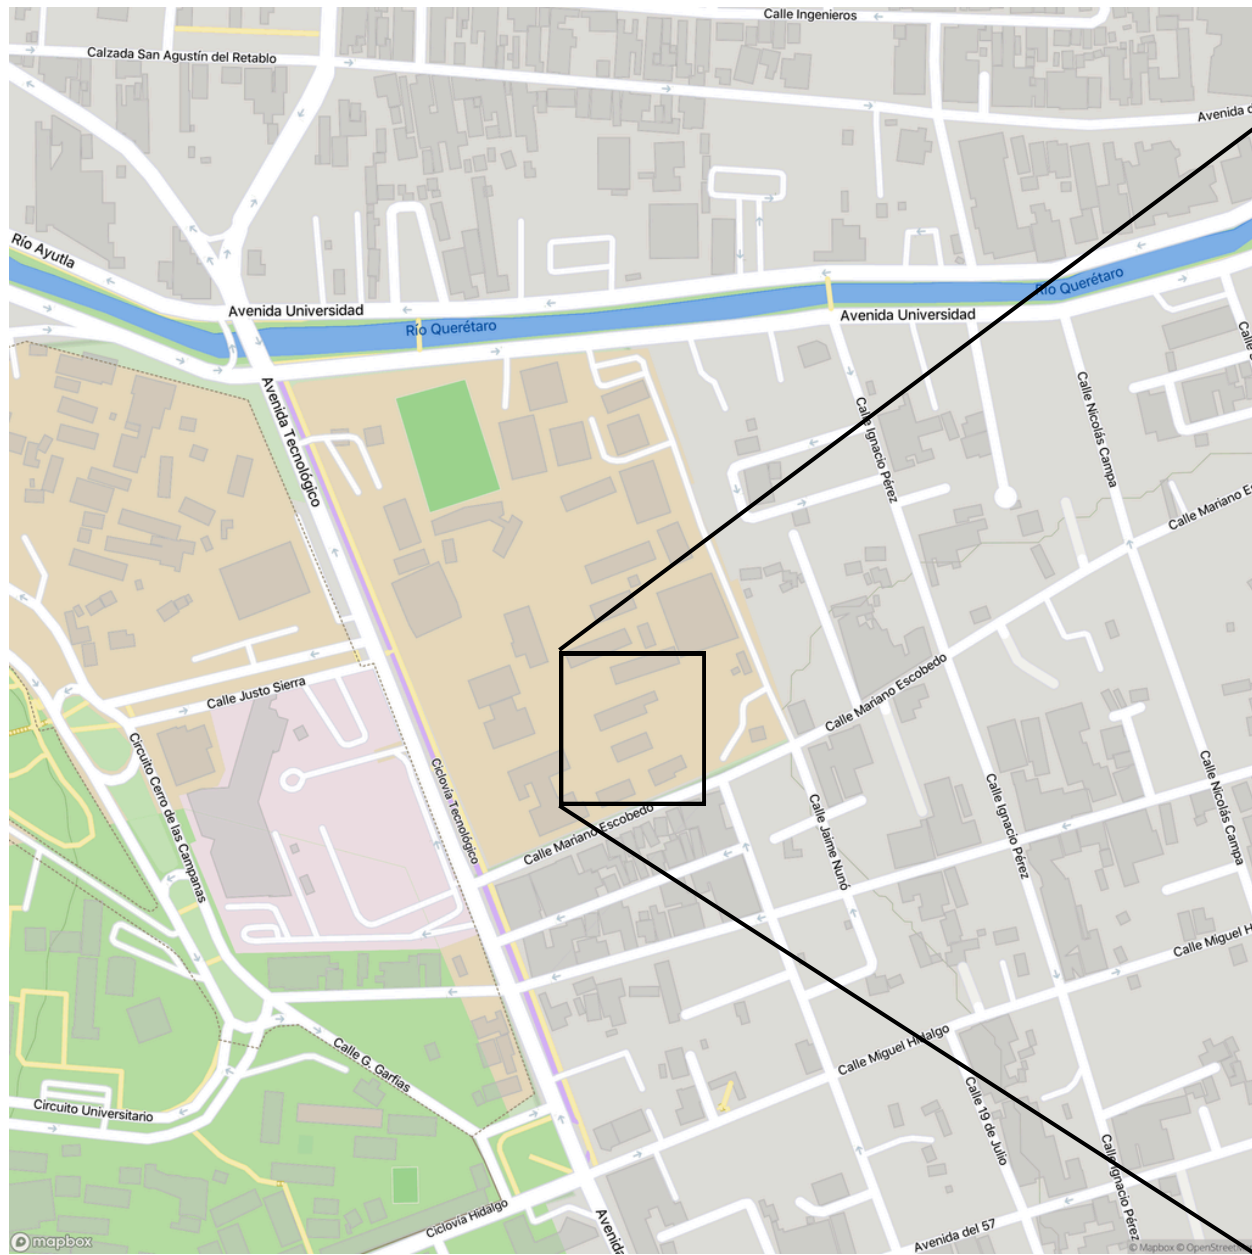 Calle Ingenieros
Calzada San Agustín del Retablo
Avenida
Río Ayutla
Avenida Universidad
Río Querétaro
Río Querétaro
Avenida Universidad
Avenida Tecnológico
Calle Ignacio Pérez
Calle Nicolás Campa
Calle
Calle Mariano
Calle Mariano Escobedo
Calle Justo Sierra
Circuito Cerro de las Campanas
Ciclovía Tecnológico
Calle Mariano Escobedo
Calle Jaime Nunó
Calle Ignacio Pérez
Calle Nicolás Campa
Calle Miguel
Calle Miguel Hidalgo
Calle G. Garfias
Circuito Universitario
Calle 19 de Julio
Calle Ignacio Pérez
Ciclovía Hidalgo
Avenida
Avenida del 57
mapbox
© Mapbox © OpenStreet